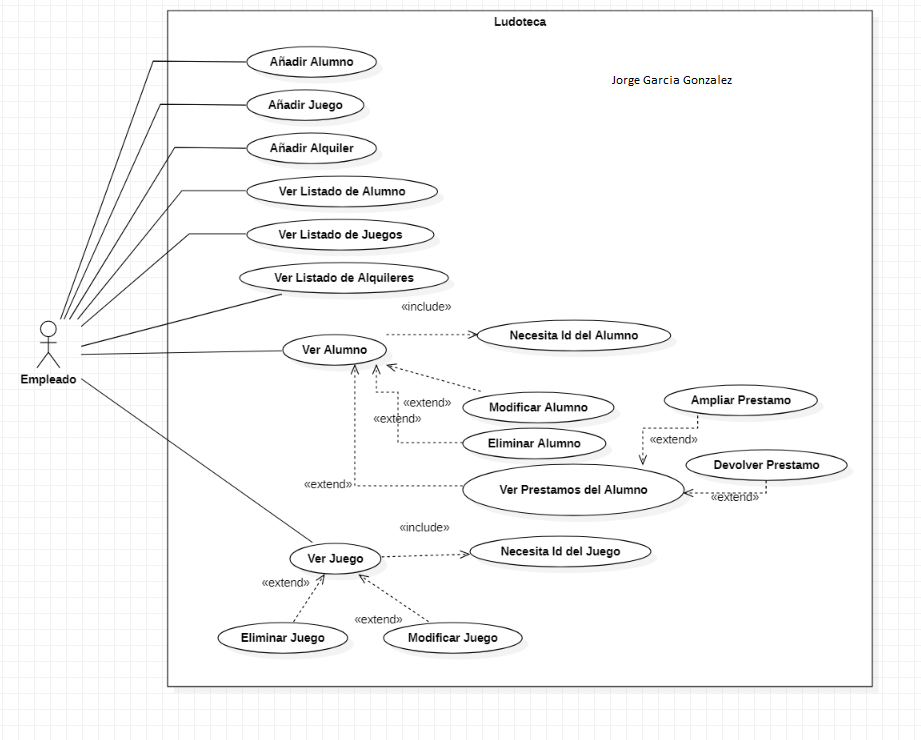 Ludoteca
Añadir Alumno
Jorge Garcia Gonzalez
Añadir Juego
Añadir Alquiler
Ver Listado de Alumno
Ver Listado de Juegos
Ver Listado de Alquileres
«include»
Necesita Id del Alumno
Ver Alumno
Empleado
«extend»
Modificar Alumno
Ampliar Prestamo
«extend»
Eliminar Alumno
«extend»
Devolver Prestamo
«extend»
Ver Prestamos del Alumno
«extend»
«include»
Ver Juego
Necesita Id del Juego
«extend»
«extend»
Eliminar Juego
Modificar Juego